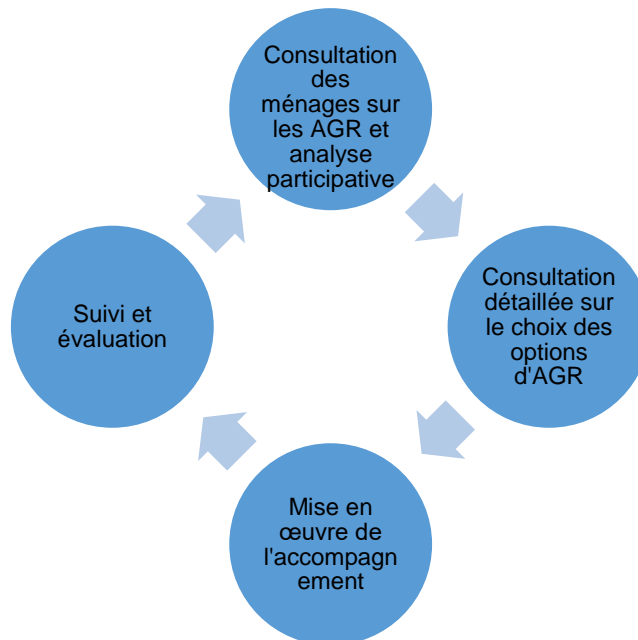 Consultation
des
ménages sur
les AGR et
analyse
participative
Consultation
détaillée sur
le choix des
options
d'AGR
Mise en
œuvre de
l'accompagn
ement
Suivi et
évaluation